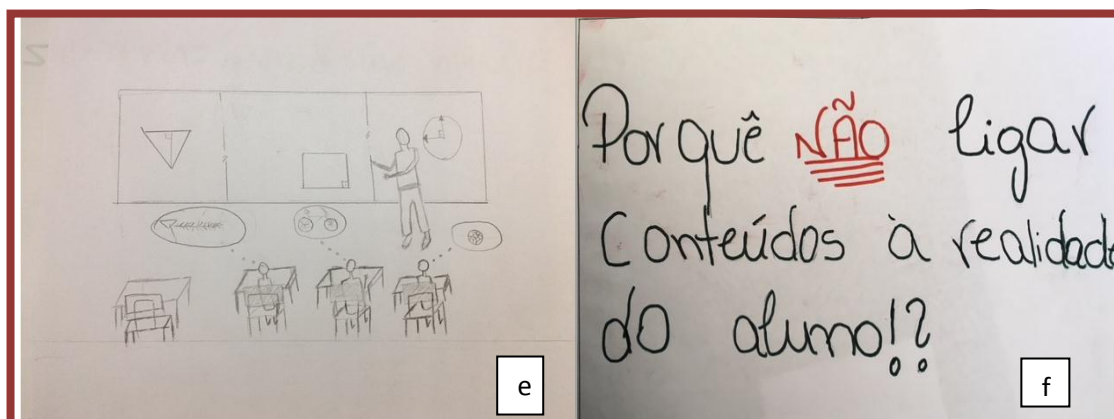 e
Porquê NÃO ligar
Conteúdos à realidade
do aluno!?
f